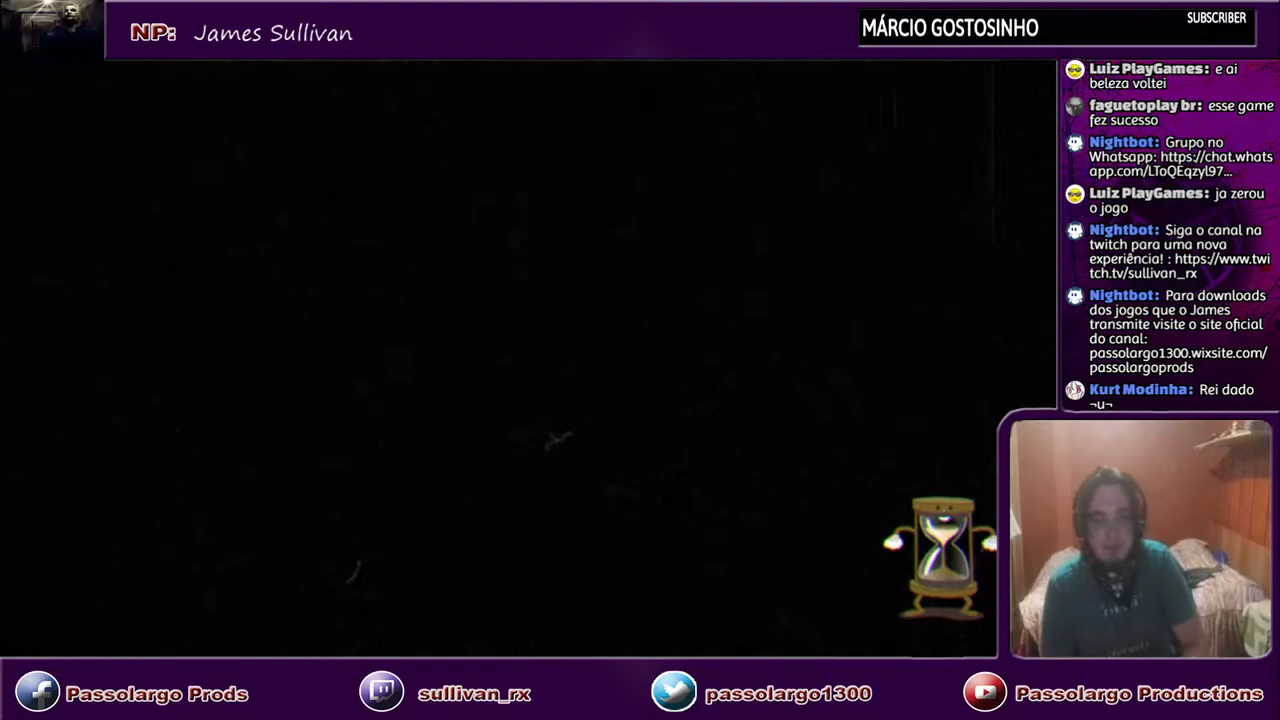 NP: James Sullivan
SUBSCRIBER
MÁRCIO GOSTOSINHO
Luiz PlayGames: e ai
beleza voltei
faguetoplay br: esse game
fez sucesso
Nightbot: Grupo no
Whatsapp: https://chat.whats
app.com/LToQEqzyl97...
Luiz PlayGames: ja zerou
o jogo
Nightbot: Siga o canal na
twitch para uma nova
experiência! : https://www.twi
tch.tv/sullivan_rx
Nightbot: Para downloads
dos jogos que o James
transmite visite o site oficial
do canal:
passolargo1300.wixsite.com/
passolargoprods
Kurt Modinha: Rei dado
¬u¬
Passolargo Prods
sullivan_rx
passolargo1300
Passolargo Productions